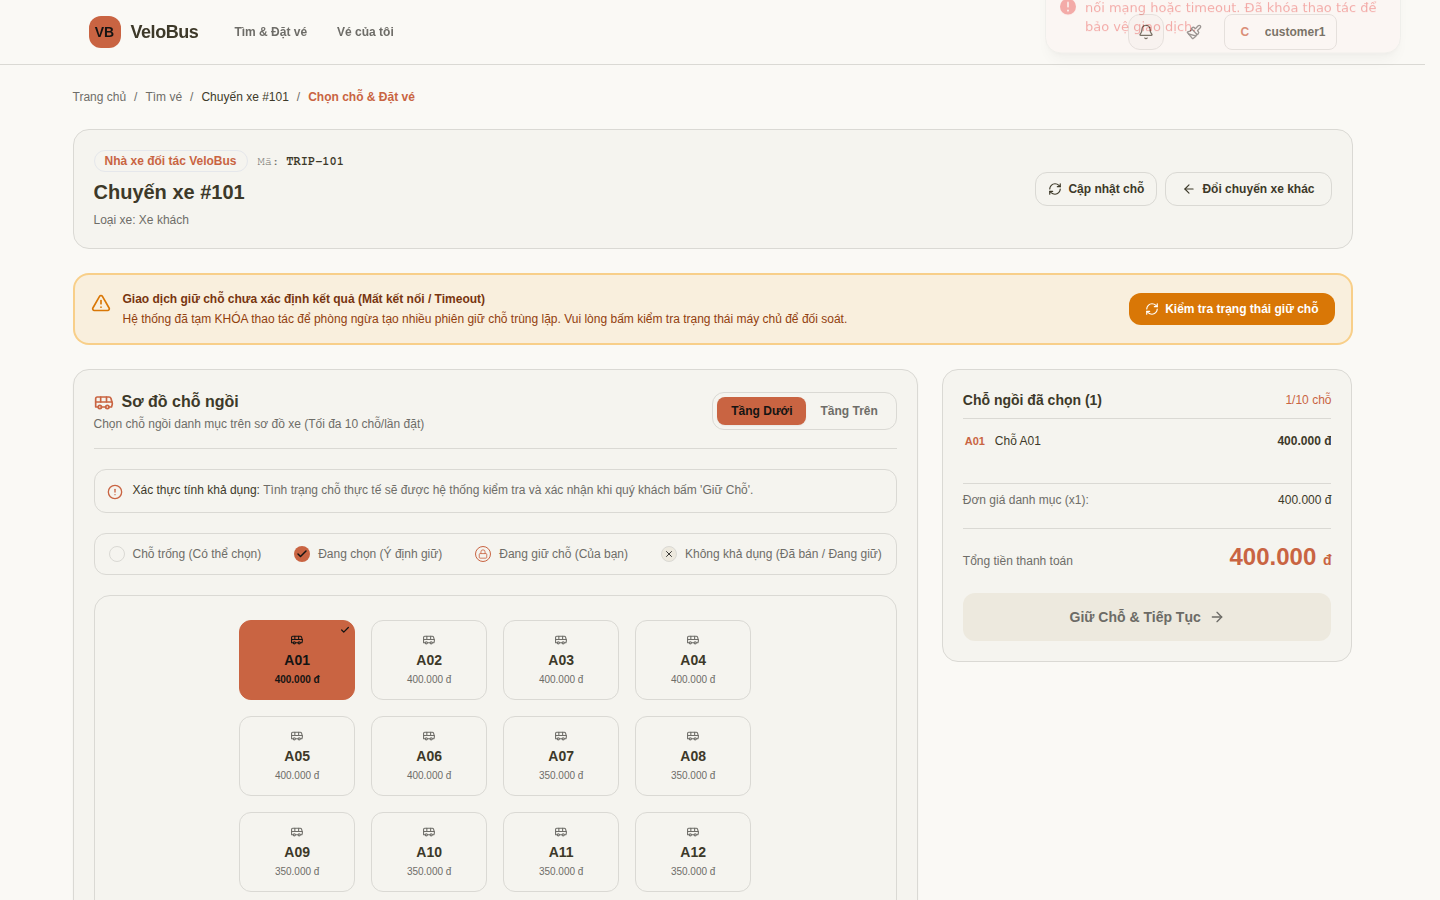 nối mạng hoặc timeout. Đã khóa thao tác để
bảo vệ giao dịch.
VB VeloBus
Tìm & Đặt vé
Vé của tôi
C customer1
Trang chủ / Tìm vé / Chuyến xe #101 / Chọn chỗ & Đặt vé
Nhà xe đối tác VeloBus Mã: TRIP-101
Chuyến xe #101
Loại xe: Xe khách
Cập nhật chỗ
Đổi chuyến xe khác
Giao dịch giữ chỗ chưa xác định kết quả (Mất kết nối / Timeout)
Hệ thống đã tạm KHÓA thao tác để phòng ngừa tạo nhiều phiên giữ chỗ trùng lặp. Vui lòng bấm kiểm tra trạng thái máy chủ để đối soát.
Kiểm tra trạng thái giữ chỗ
Sơ đồ chỗ ngồi
Chọn chỗ ngồi danh mục trên sơ đồ xe (Tối đa 10 chỗ/lần đặt)
Tầng Dưới
Tầng Trên
Xác thực tính khả dụng: Tình trạng chỗ thực tế sẽ được hệ thống kiểm tra và xác nhận khi quý khách bấm 'Giữ Chỗ'.
Chỗ trống (Có thể chọn)
Đang chọn (Ý định giữ)
Đang giữ chỗ (Của bạn)
Không khả dụng (Đã bán / Đang giữ)
A01
400.000 đ
A02
400.000 đ
A03
400.000 đ
A04
400.000 đ
A05
400.000 đ
A06
400.000 đ
A07
350.000 đ
A08
350.000 đ
A09
350.000 đ
A10
350.000 đ
A11
350.000 đ
A12
350.000 đ
Chỗ ngồi đã chọn (1)
1/10 chỗ
A01 Chỗ A01
400.000 đ
Đơn giá danh mục (x1):
400.000 đ
Tổng tiền thanh toán
400.000 đ
Giữ Chỗ & Tiếp Tục